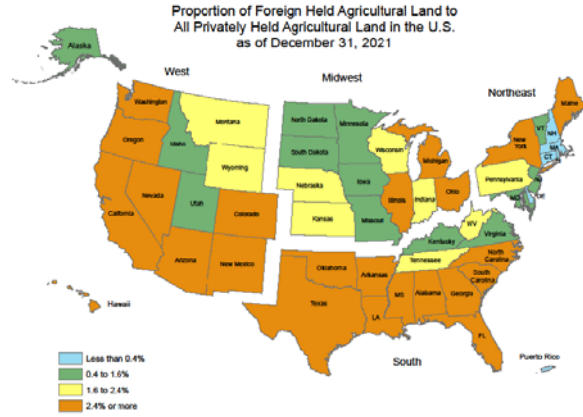 Proportion of Foreign Held Agricultural Land to
All Privately Held Agricultural Land in the U.S.
as of December 31, 2021
Alaska
West
Midwest
Northeast
Washington
Oregon
California
Nevada
Idaho
Montana
Wyoming
Utah
Colorado
Arizona
New Mexico
North Dakota
South Dakota
Nebraska
Kansas
Minnesota
Iowa
Missouri
Wisconsin
Michigan
Illinois
Indiana
Ohio
Maine
VT
NH
MA
CT
New York
Pennsylvania
NJ
MD
DE
WV
Virginia
Kentucky
Tennessee
North Carolina
South Carolina
Oklahoma
Arkansas
Texas
LA
MS
Alabama
Georgia
FL
Hawaii
South
Puerto Rico
Less than 0.4%
0.4 to 1.6%
1.6 to 2.4%
2.4% or more